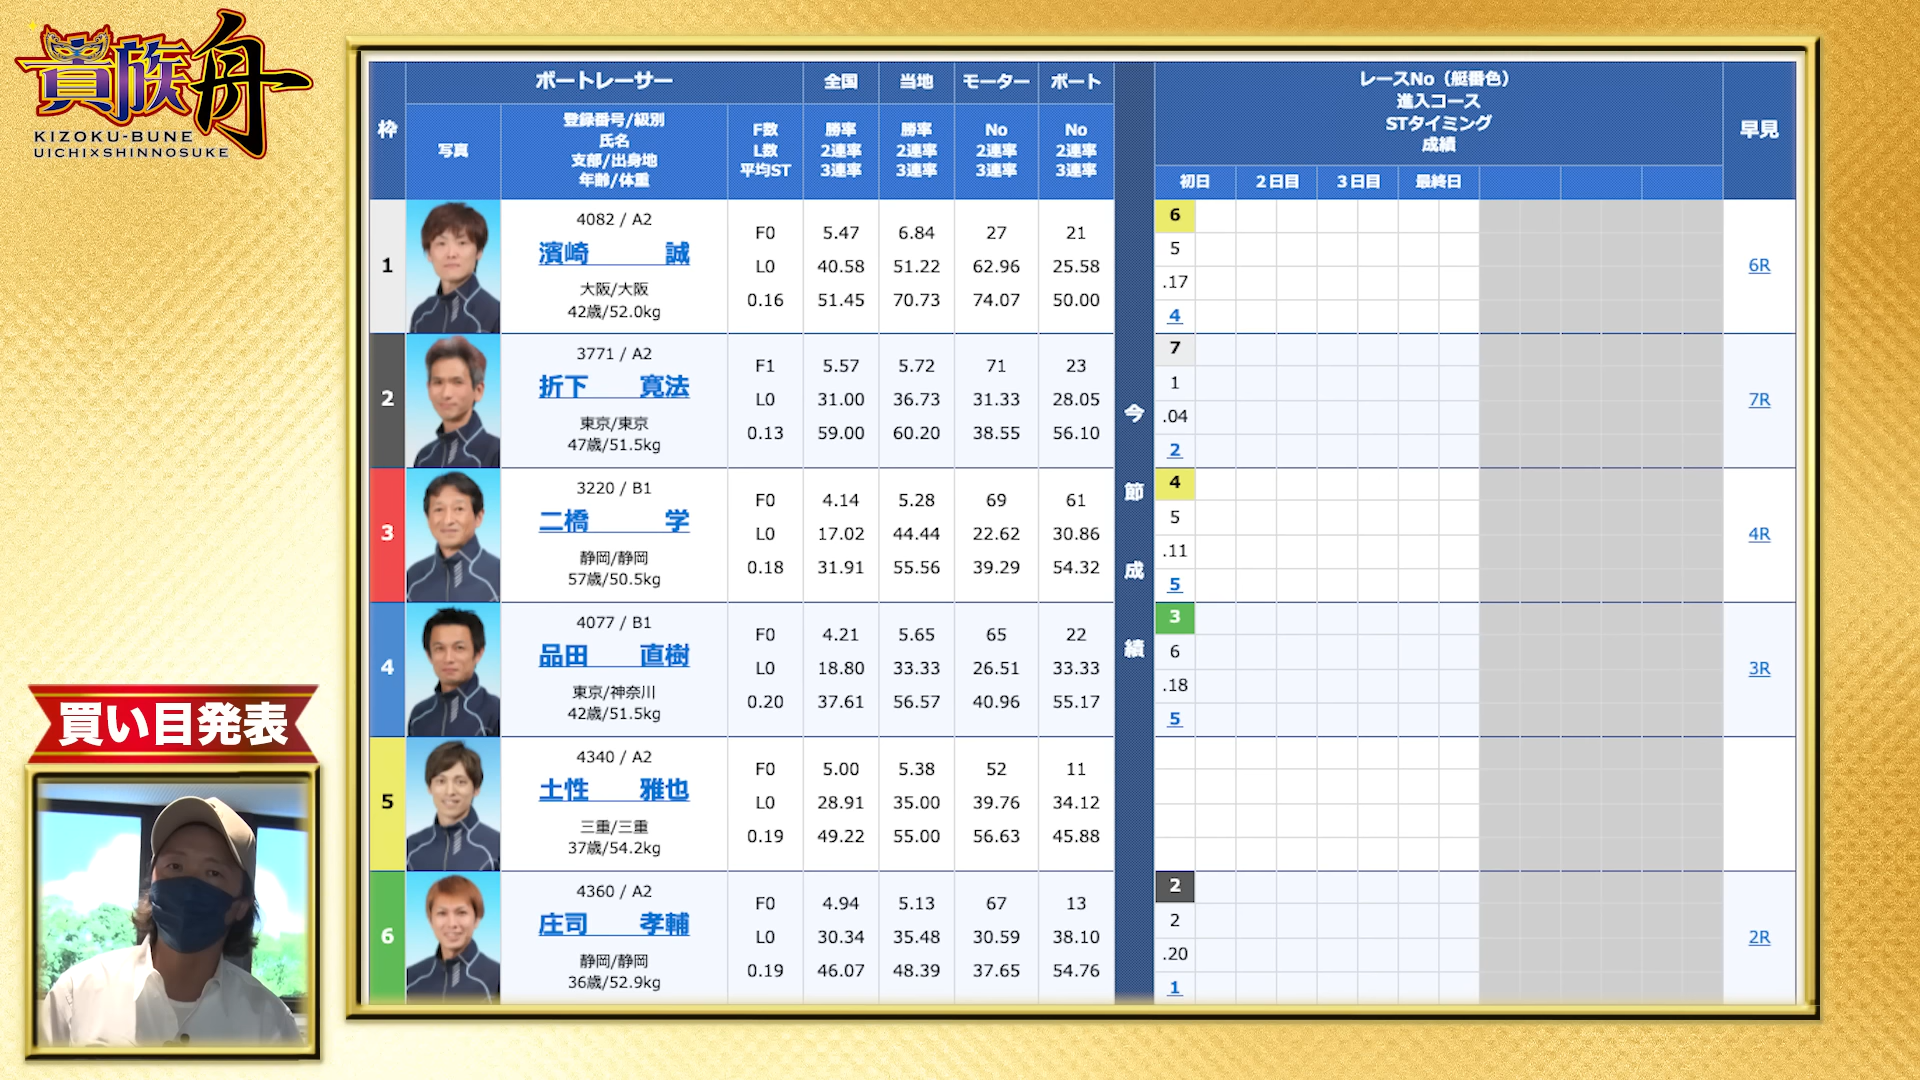 貴族舟
KIZOKU-BUNE
UICHI×SHINNOSUKE
買い目発表
枠 ボートレーサー 全国 当地 モーター ボート レースNo（艇番色） 早見
進入コース
STタイミング
成績
写真 登録番号/級別 F数 勝率 勝率 No No
氏名 L数 2連率 2連率 2連率 2連率
支部/出身地 平均ST 3連率 3連率 3連率 3連率
年齢/体重
初日 2日目 3日目 最終日
今節成績
1 4082 / A2 F0 5.47 6.84 27 21 6
濱崎 誠 L0 40.58 51.22 62.96 25.58 5 6R
大阪/大阪 0.16 51.45 70.73 74.07 50.00 .17
42歳/52.0kg 4
2 3771 / A2 F1 5.57 5.72 71 23 7
折下 寛法 L0 31.00 36.73 31.33 28.05 1 7R
東京/東京 0.13 59.00 60.20 38.55 56.10 .04
47歳/51.5kg 2
3 3220 / B1 F0 4.14 5.28 69 61 4
二橋 学 L0 17.02 44.44 22.62 30.86 5 4R
静岡/静岡 0.18 31.91 55.56 39.29 54.32 .11
57歳/50.5kg 5
4 4077 / B1 F0 4.21 5.65 65 22 3
品田 直樹 L0 18.80 33.33 26.51 33.33 6 3R
東京/神奈川 0.20 37.61 56.57 40.96 55.17 .18
42歳/51.5kg 5
5 4340 / A2 F0 5.00 5.38 52 11
土性 雅也 L0 28.91 35.00 39.76 34.12
三重/三重 0.19 49.22 55.00 56.63 45.88
37歳/54.2kg
6 4360 / A2 F0 4.94 5.13 67 13 2
庄司 孝輔 L0 30.34 35.48 30.59 38.10 2 2R
静岡/静岡 0.19 46.07 48.39 37.65 54.76 .20
36歳/52.9kg 1